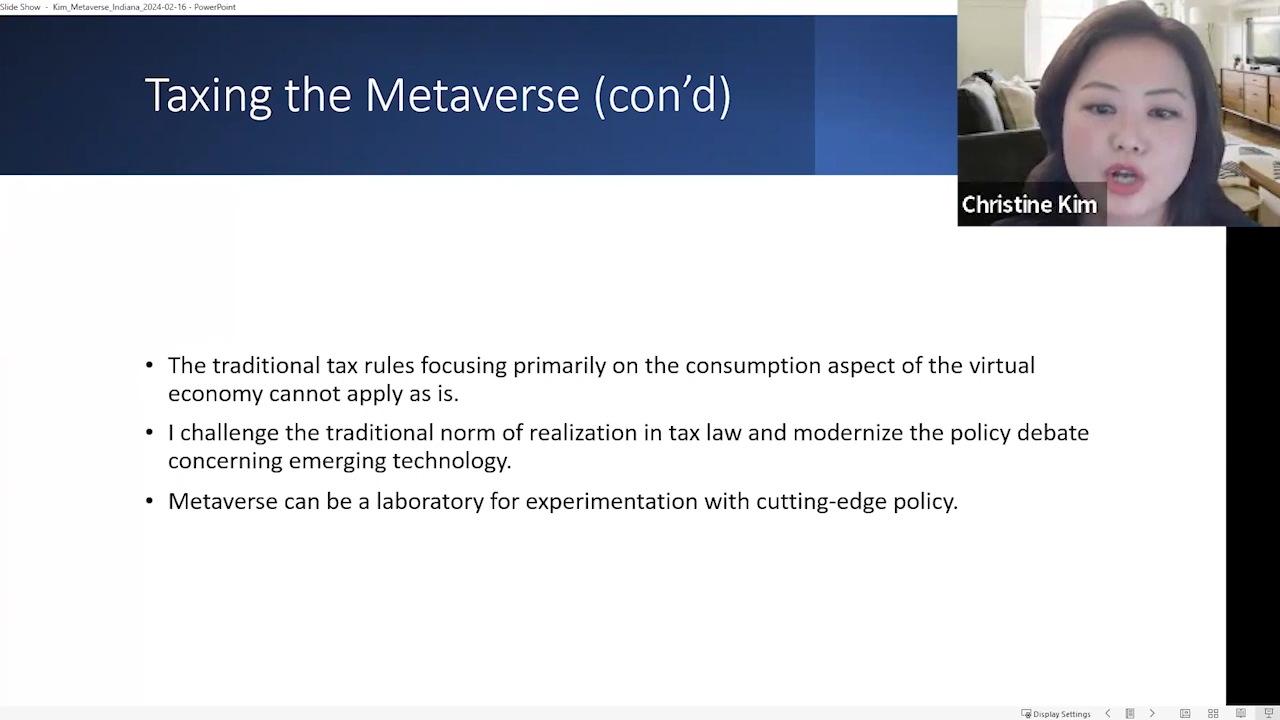 Slide Show - Kim_Metaverse_Indiana_2024-02-16 - PowerPoint
Taxing the Metaverse (con’d)
Christine Kim
• The traditional tax rules focusing primarily on the consumption aspect of the virtual
economy cannot apply as is.
• I challenge the traditional norm of realization in tax law and modernize the policy debate
concerning emerging technology.
• Metaverse can be a laboratory for experimentation with cutting-edge policy.
Display Settings